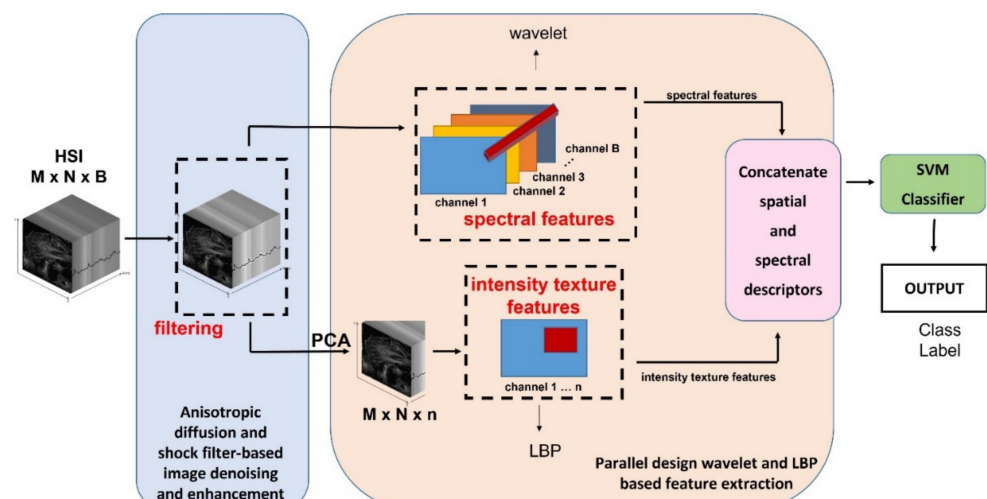 HSI
M x N x B
filtering
Anisotropic
diffusion and
shock filter-based
image denoising
and enhancement
wavelet
channel B
channel 3
channel 2
channel 1
spectral features
spectral features
PCA
M x N x n
intensity texture
features
channel 1 ... n
LBP
intensity texture features
Parallel design wavelet and LBP
based feature extraction
Concatenate
spatial
and
spectral
descriptors
SVM
Classifier
OUTPUT
Class
Label